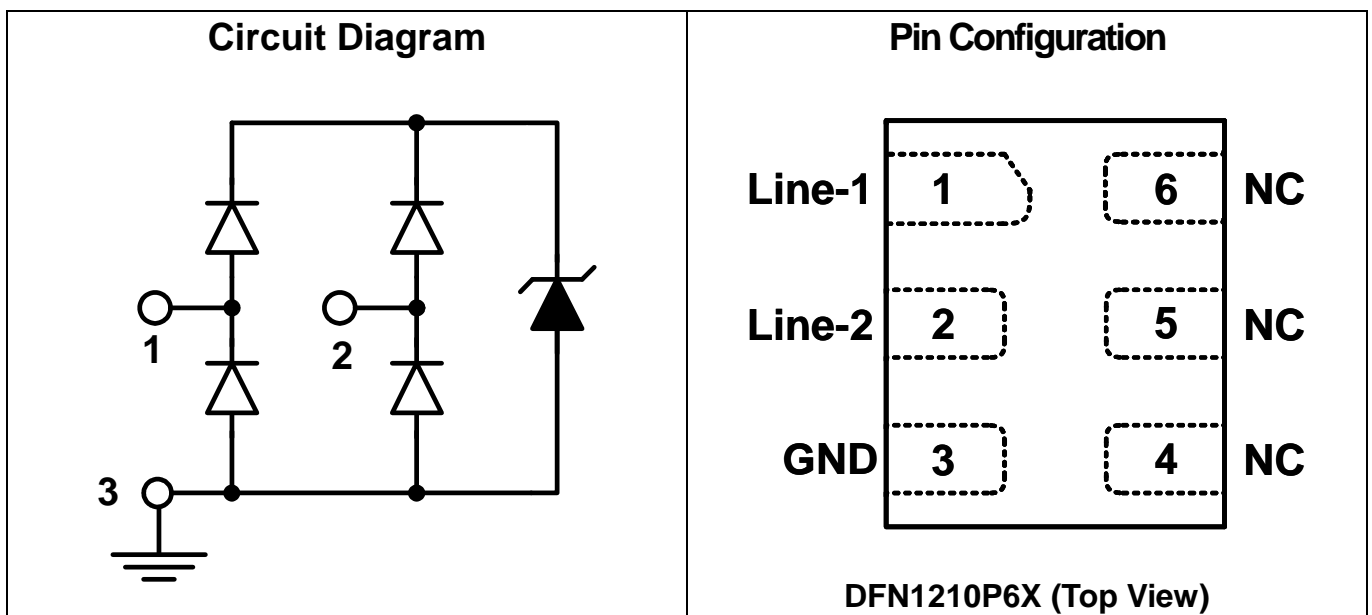 Circuit Diagram
1
2
3
Pin Configuration
Line-1 1 6 NC
Line-2 2 5 NC
GND 3 4 NC
DFN1210P6X (Top View)